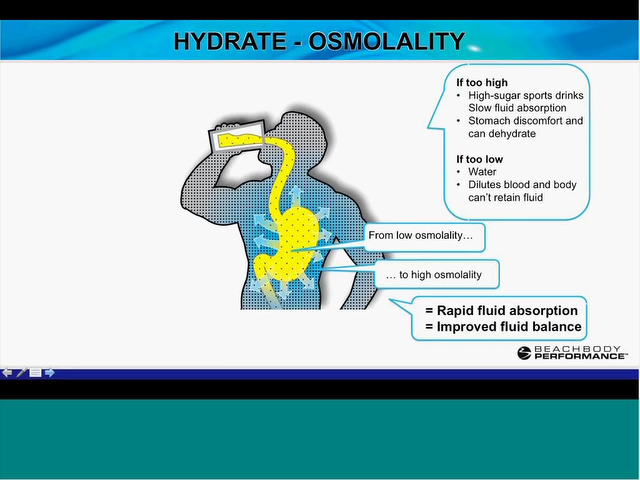 HYDRATE - OSMOLALITY
If too high
• High-sugar sports drinks
Slow fluid absorption
• Stomach discomfort and
can dehydrate
If too low
• Water
• Dilutes blood and body
can't retain fluid
From low osmolality…
… to high osmolality
= Rapid fluid absorption
= Improved fluid balance
BEACHBODY
PERFORMANCE™